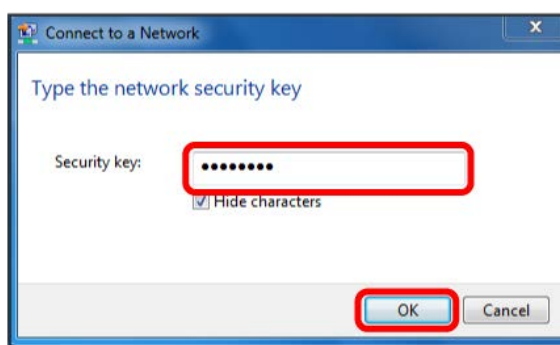 Connect to a Network
Type the network security key
Security key: ●●●●●●●●
Hide characters
OK Cancel